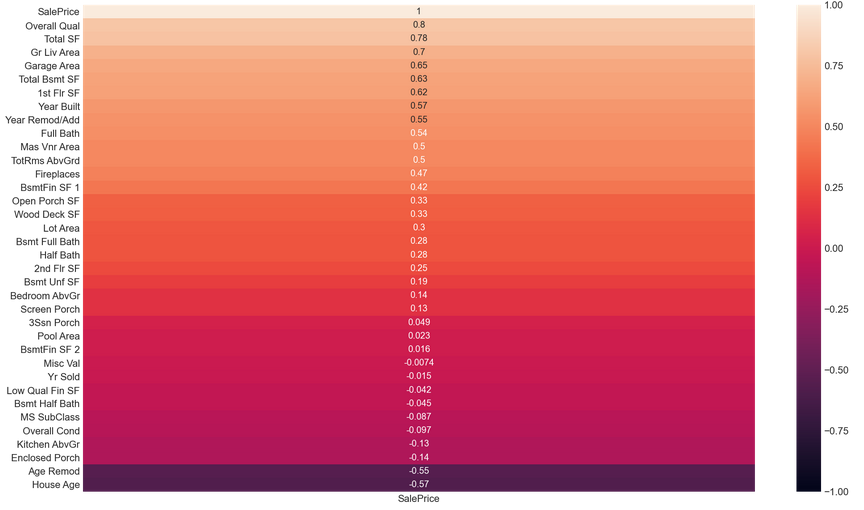 SalePrice 1
Overall Qual 0.8
Total SF 0.78
Gr Liv Area 0.7
Garage Area 0.65
Total Bsmt SF 0.63
1st Flr SF 0.62
Year Built 0.57
Year Remod/Add 0.55
Full Bath 0.54
Mas Vnr Area 0.5
TotRms AbvGrd 0.5
Fireplaces 0.47
BsmtFin SF 1 0.42
Open Porch SF 0.33
Wood Deck SF 0.33
Lot Area 0.3
Bsmt Full Bath 0.28
Half Bath 0.28
2nd Flr SF 0.25
Bsmt Unf SF 0.19
Bedroom AbvGr 0.14
Screen Porch 0.13
3Ssn Porch 0.049
Pool Area 0.023
BsmtFin SF 2 0.016
Misc Val -0.0074
Yr Sold -0.015
Low Qual Fin SF -0.042
Bsmt Half Bath -0.045
MS SubClass -0.087
Overall Cond -0.097
Kitchen AbvGr -0.13
Enclosed Porch -0.14
Age Remod -0.55
House Age -0.57
SalePrice
1.00
0.75
0.50
0.25
0.00
−0.25
−0.50
−0.75
−1.00